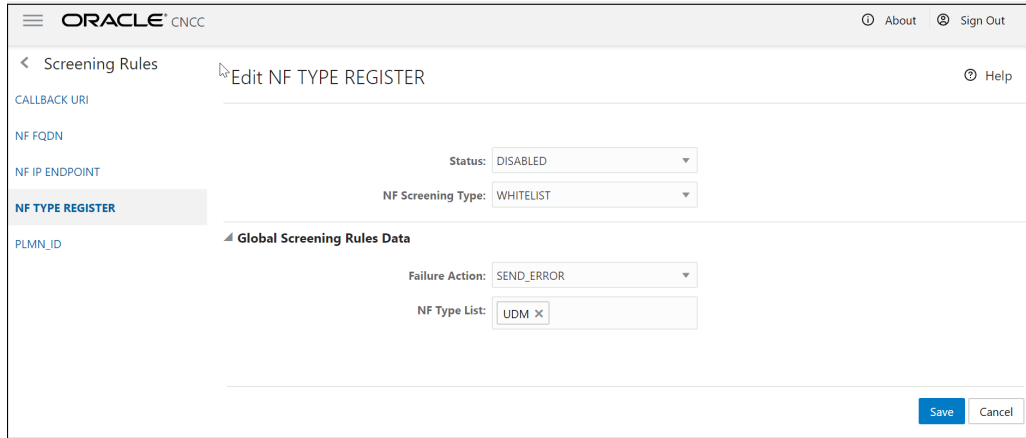 ORACLE® CNCC
About
Sign Out
Screening Rules
CALLBACK URI
NF FQDN
NF IP ENDPOINT
NF TYPE REGISTER
PLMN_ID
Edit NF TYPE REGISTER
Help
Status: DISABLED
NF Screening Type: WHITELIST
Global Screening Rules Data
Failure Action: SEND_ERROR
NF Type List: UDM
Save
Cancel